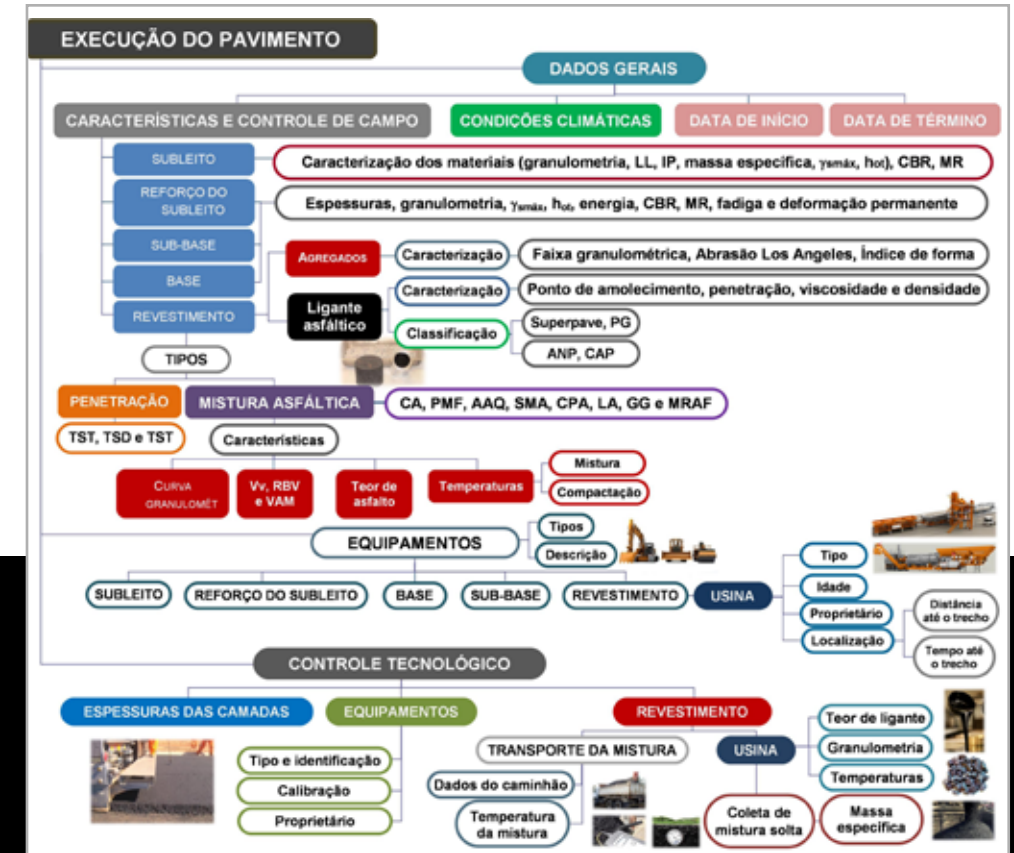 EXECUÇÃO DO PAVIMENTO
DADOS GERAIS
CARACTERÍSTICAS E CONTROLE DE CAMPO
CONDIÇÕES CLIMÁTICAS
DATA DE INÍCIO
DATA DE TÉRMINO
SUBLEITO
Caracterização dos materiais (granulometria, LL, IP, massa específica, γsmáx, hot), CBR, MR
REFORÇO DO
SUBLEITO
Espessuras, granulometria, γsmáx, hot, energia, CBR, MR, fadiga e deformação permanente
SUB-BASE
BASE
REVESTIMENTO
AGREGADOS
Caracterização
Faixa granulométrica, Abrasão Los Angeles, Índice de forma
Ligante
asfáltico
Caracterização
Ponto de amolecimento, penetração, viscosidade e densidade
Classificação
Superpave, PG
ANP, CAP
TIPOS
PENETRAÇÃO
MISTURA ASFÁLTICA
CA, PMF, AAQ, SMA, CPA, LA, GG e MRAF
TST, TSD e TST
Características
CURVA
GRANULOMÉT
Vv, RBV
e VAM
Teor de
asfalto
Temperaturas
Mistura
Compactação
EQUIPAMENTOS
Tipos
Descrição
SUBLEITO
REFORÇO DO SUBLEITO
BASE
SUB-BASE
REVESTIMENTO
USINA
Tipo
Idade
Proprietário
Localização
Distância
até o trecho
Tempo até
o trecho
CONTROLE TECNOLÓGICO
ESPESSURAS DAS CAMADAS
EQUIPAMENTOS
REVESTIMENTO
Tipo e identificação
Calibração
Proprietário
TRANSPORTE DA MISTURA
Dados do caminhão
Temperatura
da mistura
USINA
Teor de ligante
Granulometria
Temperaturas
Coleta de
mistura solta
Massa
específica